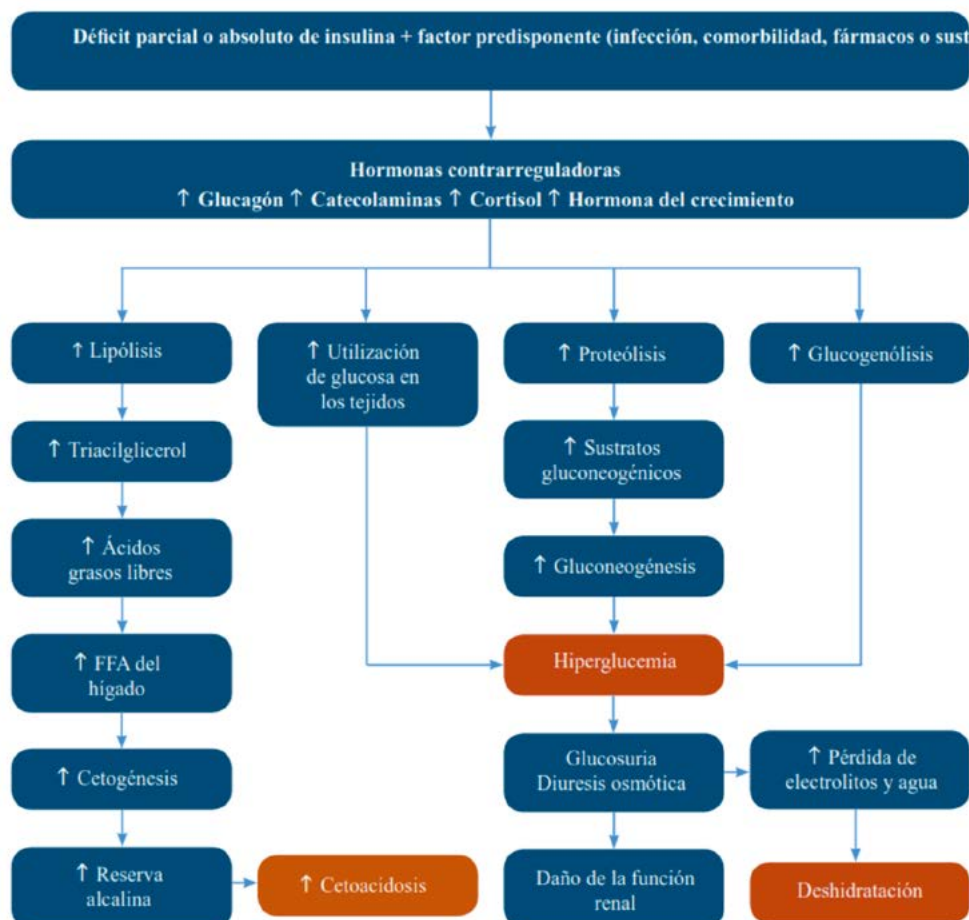 Déficit parcial o absoluto de insulina + factor predisponente (infección, comorbilidad, fármacos o sust
Hormonas contrarreguladoras
↑ Glucagón ↑ Catecolaminas ↑ Cortisol ↑ Hormona del crecimiento
↑ Lipólisis
↑ Utilización
de glucosa en
los tejidos
↑ Proteólisis
↑ Glucogenólisis
↑ Triacilglicerol
↑ Sustratos
gluconeogénicos
↑ Ácidos
grasos libres
↑ Gluconeogénesis
↑ FFA del
hígado
Hiperglucemia
↑ Cetogénesis
Glucosuria
Diuresis osmótica
↑ Pérdida de
electrolitos y agua
↑ Reserva
alcalina
↑ Cetoacidosis
Daño de la función
renal
Deshidratación